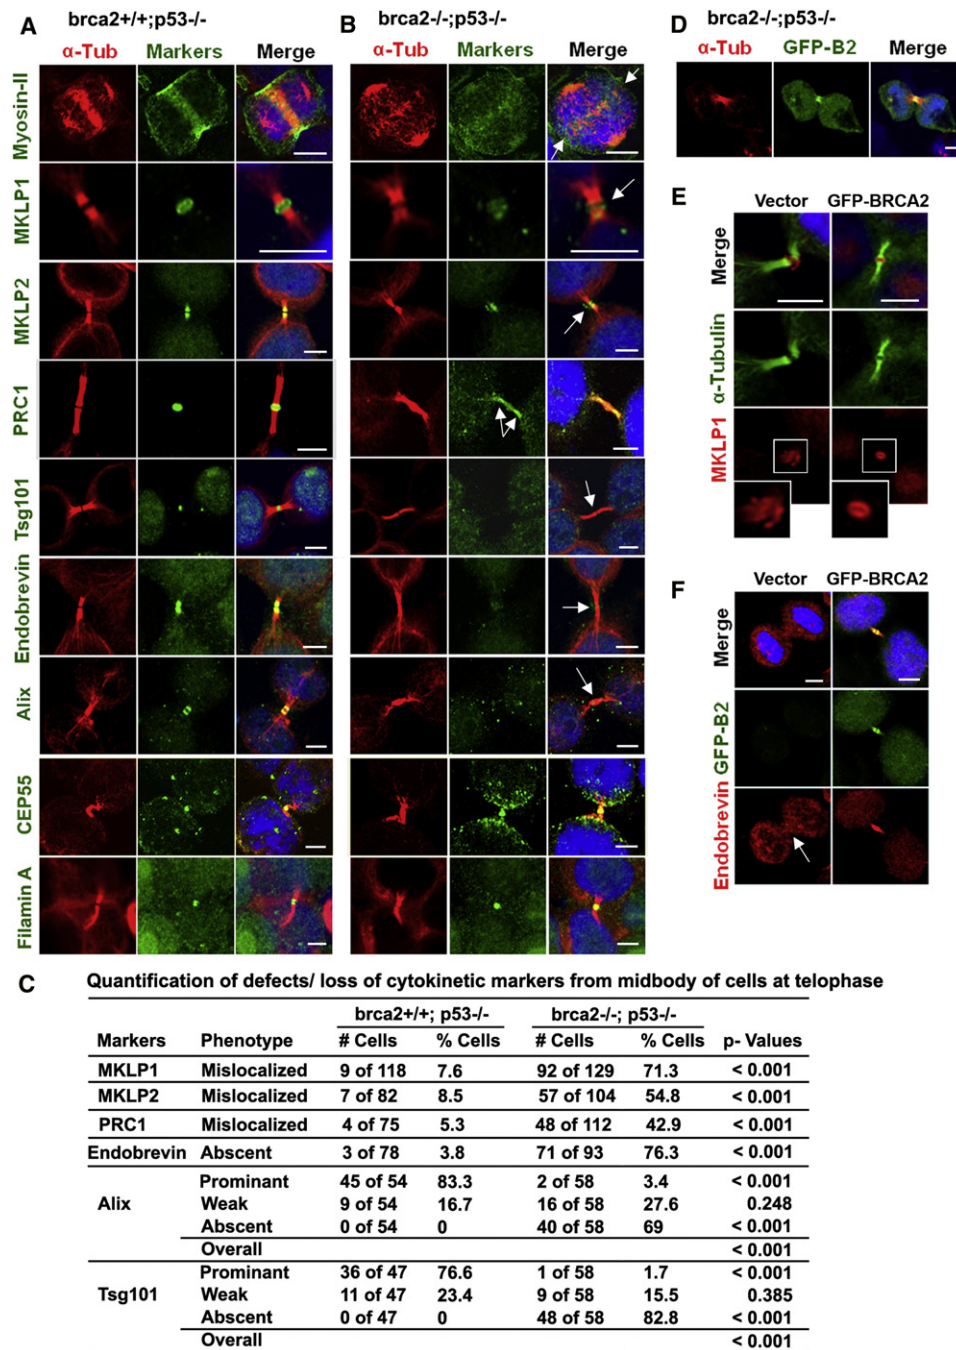 A
brca2+/+;p53-/-
α-Tub Markers Merge
Myosin-II
MKLP1
MKLP2
PRC1
Tsg101
Endobrevin
Alix
CEP55
Filamin A
B
brca2-/-;p53-/-
α-Tub Markers Merge
D
brca2-/-;p53-/-
α-Tub GFP-B2 Merge
E
Vector GFP-BRCA2
Merge
α-Tubulin
MKLP1
F
Vector GFP-BRCA2
Merge
GFP-B2
Endobrevin
C Quantification of defects/ loss of cytokinetic markers from midbody of cells at telophase
brca2+/+; p53-/- brca2-/-; p53-/-
Markers Phenotype # Cells % Cells # Cells % Cells p- Values
MKLP1 Mislocalized 9 of 118 7.6 92 of 129 71.3 < 0.001
MKLP2 Mislocalized 7 of 82 8.5 57 of 104 54.8 < 0.001
PRC1 Mislocalized 4 of 75 5.3 48 of 112 42.9 < 0.001
Endobrevin Abscent 3 of 78 3.8 71 of 93 76.3 < 0.001
Prominant 45 of 54 83.3 2 of 58 3.4 < 0.001
Alix Weak 9 of 54 16.7 16 of 58 27.6 0.248
Abscent 0 of 54 0 40 of 58 69 < 0.001
Overall < 0.001
Prominant 36 of 47 76.6 1 of 58 1.7 < 0.001
Tsg101 Weak 11 of 47 23.4 9 of 58 15.5 0.385
Abscent 0 of 47 0 48 of 58 82.8 < 0.001
Overall < 0.001